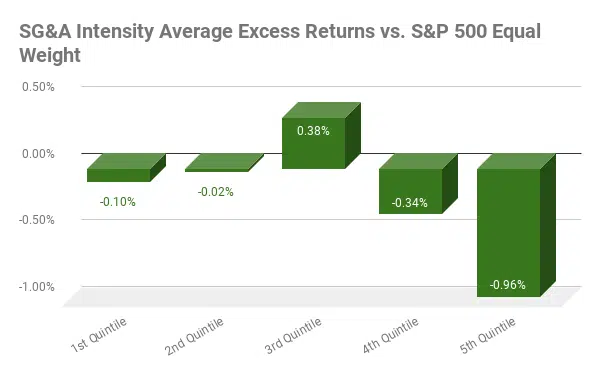 SG&A Intensity Average Excess Returns vs. S&P 500 Equal
Weight
0.50%
0.00%
-0.50%
-1.00%
-0.10%
-0.02%
0.38%
-0.34%
-0.96%
1st Quintile
2nd Quintile
3rd Quintile
4th Quintile
5th Quintile